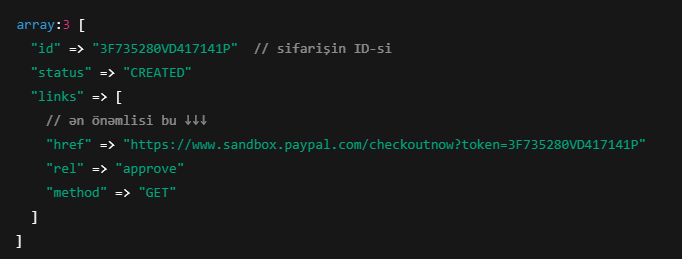 array:3 [
"id" => "3F735280VD417141P" // sifarişin ID-si
"status" => "CREATED"
"links" => [
// ən önəmlisi bu ↓↓↓
"href" => "https://www.sandbox.paypal.com/checkoutnow?token=3F735280VD417141P"
"rel" => "approve"
"method" => "GET"
]
]